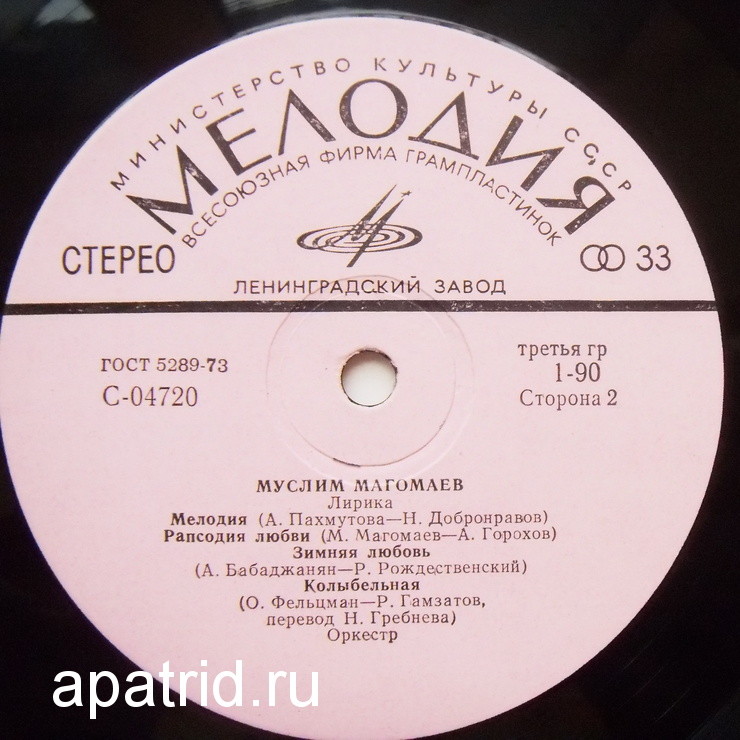 МИНИСТЕРСТВО КУЛЬТУРЫ СССР
МЕЛОДИЯ
ВСЕСОЮЗНАЯ ФИРМА ГРАМПЛАСТИНОК
СТЕРЕО
33
ЛЕНИНГРАДСКИЙ ЗАВОД
ГОСТ 5289-73
С-04720
третья гр
1-90
Сторона 2
МУСЛИМ МАГОМАЕВ
Лирика
Мелодия (А. Пахмутова—Н. Добронравов)
Рапсодия любви (М. Магомаев—А. Горохов)
Зимняя любовь
(А. Бабаджанян—Р. Рождественский)
Колыбельная
(О. Фельцман—Р. Гамзатов,
перевод Н. Гребнева)
Оркестр
apatrid.ru